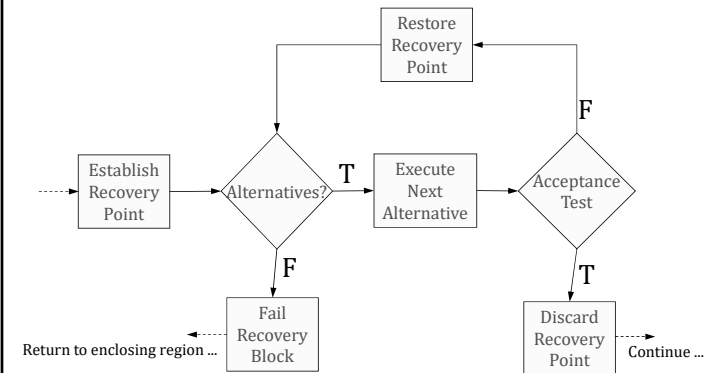 Restore
Recovery
Point
F
Establish
Recovery
Point
Alternatives?
T
Execute
Next
Alternative
Acceptance
Test
F
T
Fail
Recovery
Block
Return to enclosing region ...
Discard
Recovery
Point
Continue ...